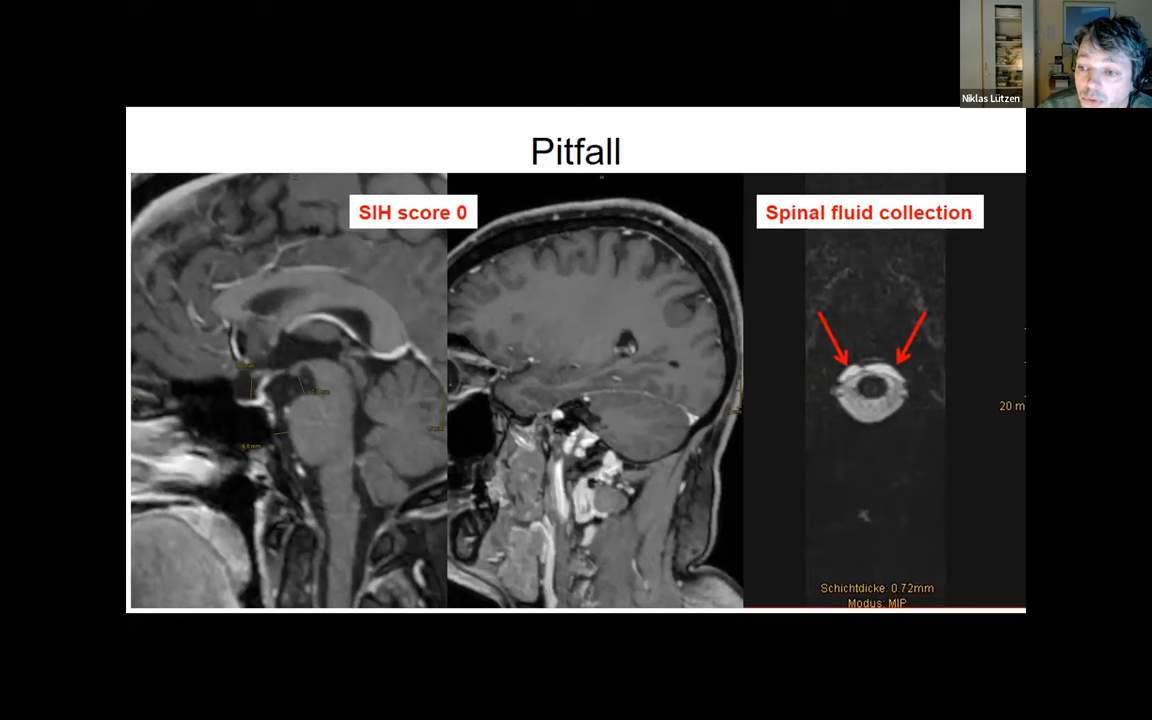 Niklas Lützen
Pitfall
SIH score 0
Spinal fluid collection
20 m
Schichtdicke: 0.72mm
Modus: MIP